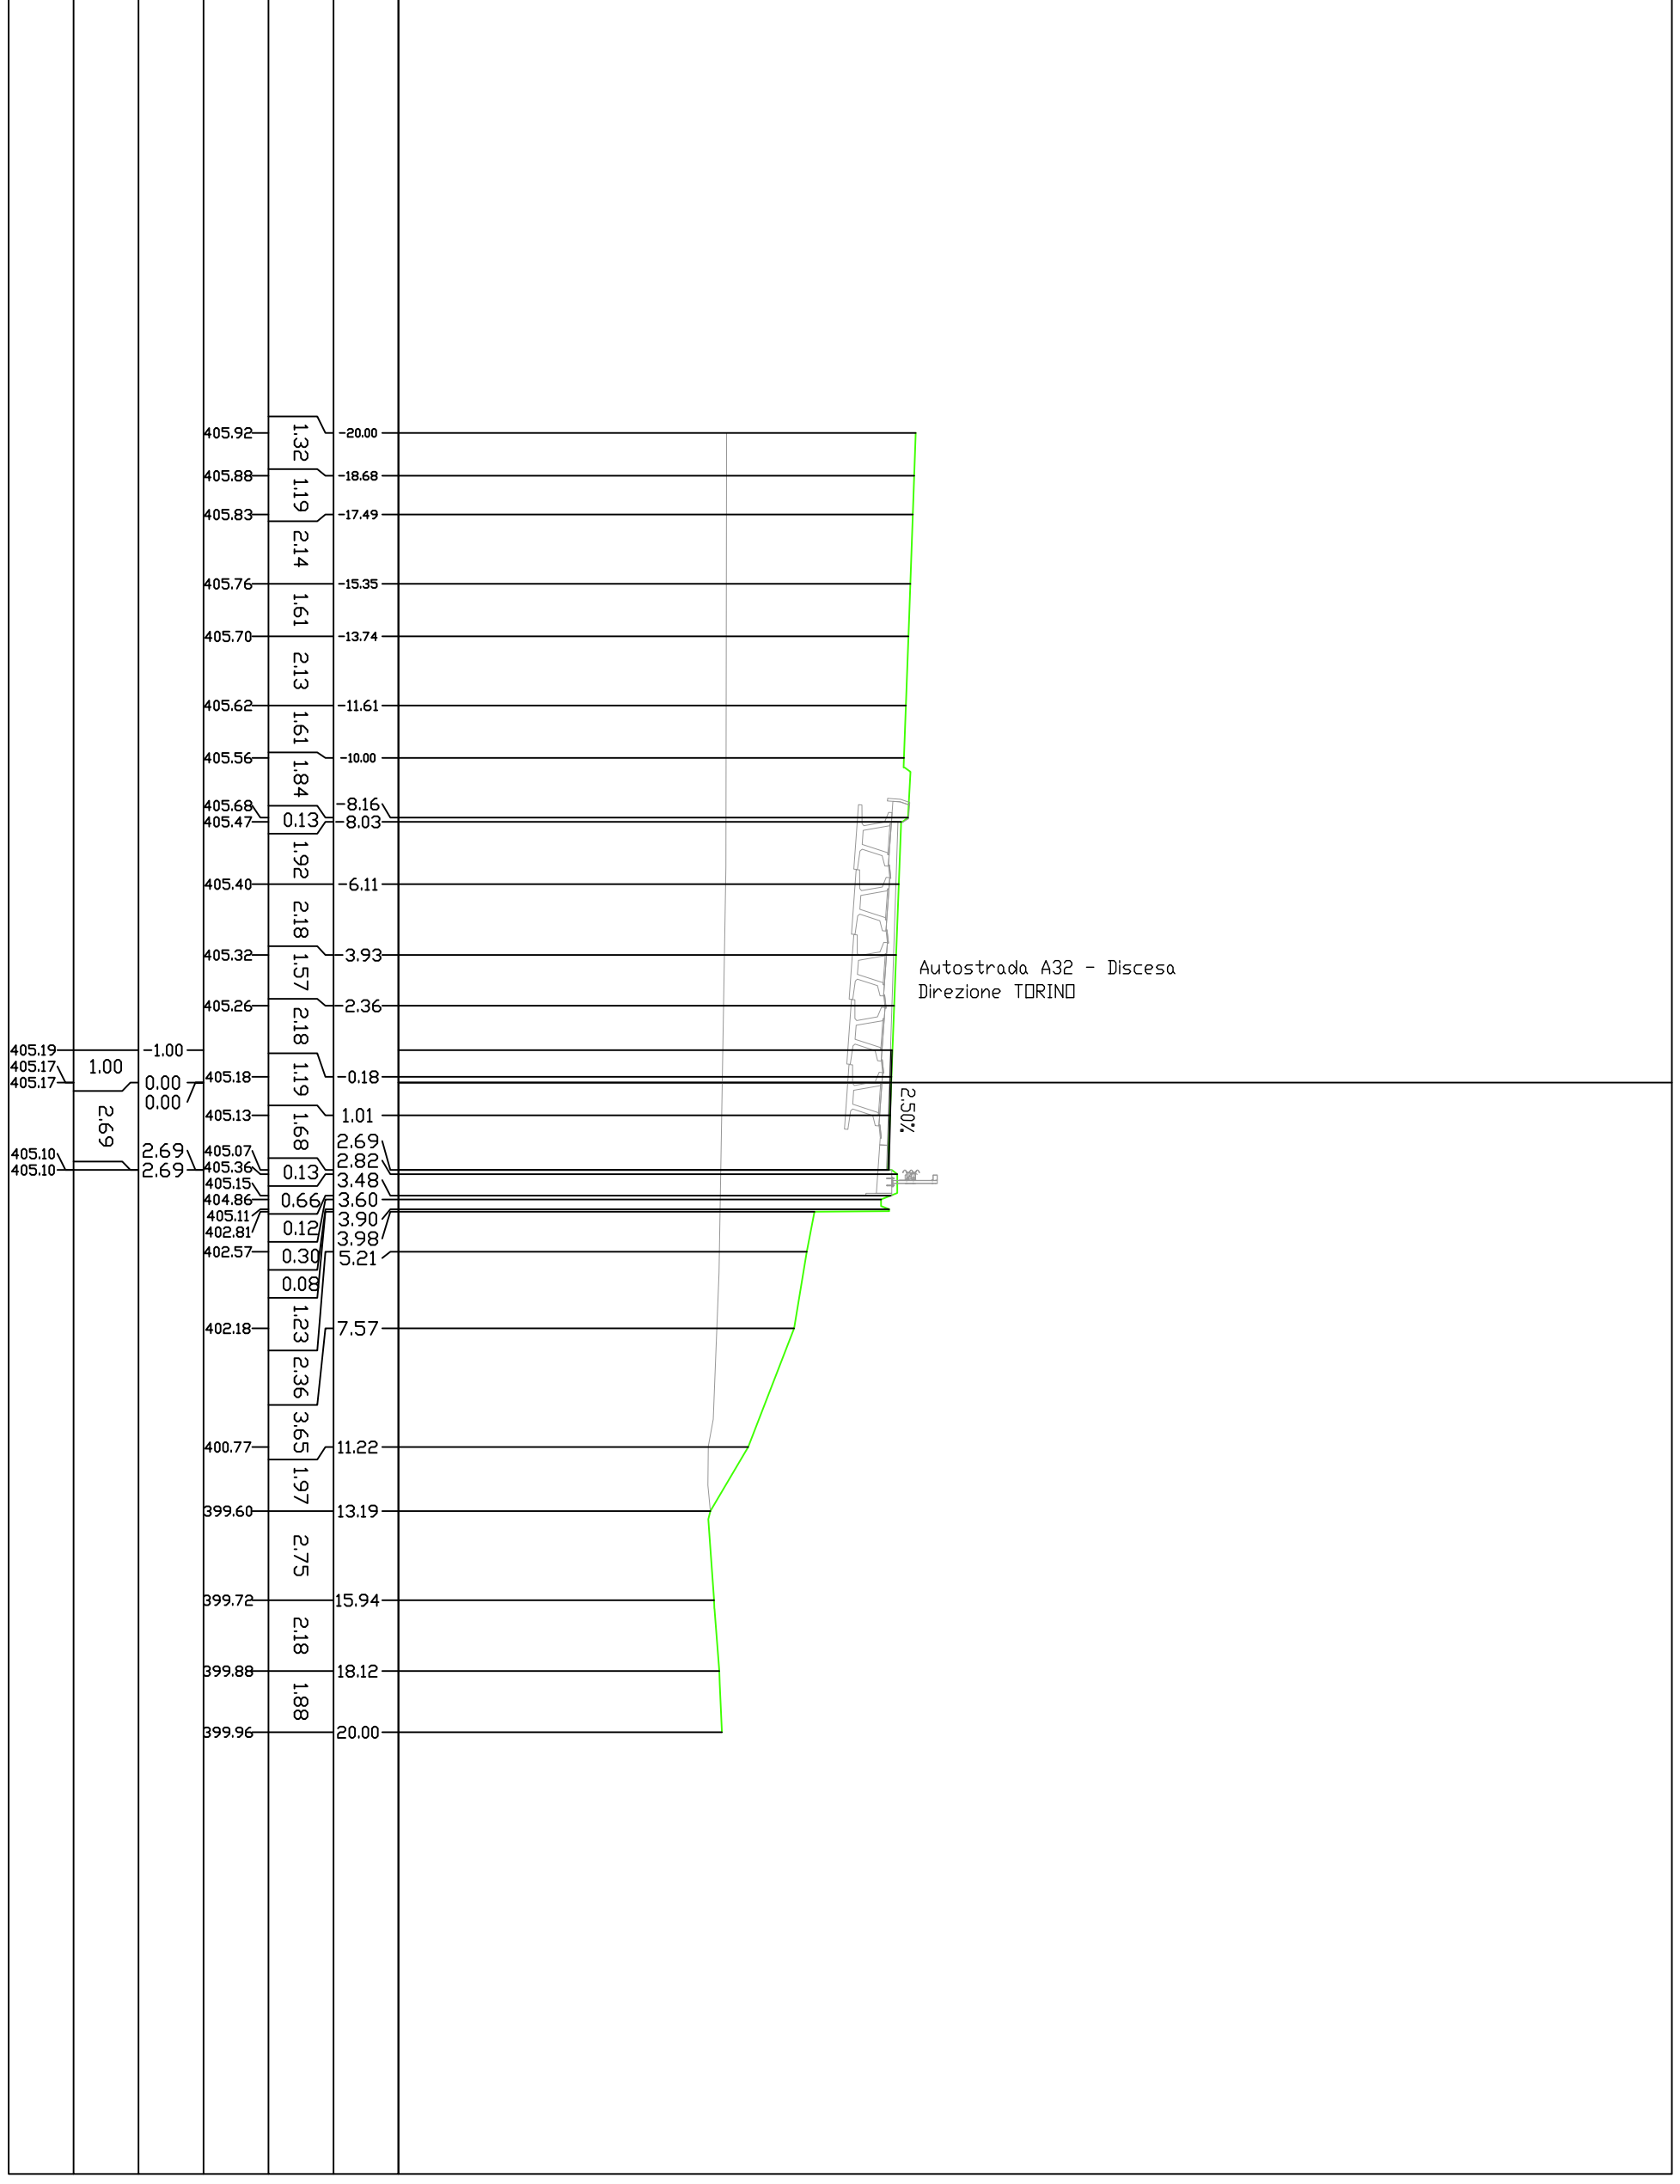 405.92 1.32 -20.00
405.88 1.19 -18.68
405.83 2.14 -17.49
405.76 1.61 -15.35
405.70 2.13 -13.74
405.62 1.61 -11.61
405.56 1.84 -10.00
405.68 0.13 -8.16
405.47 1.92 -8.03
405.40 2.18 -6.11
405.32 1.57 -3.93
405.26 2.18 -2.36
Autostrada A32 - Discesa
Direzione TORINO
405.19 1.00 -1.00
405.17
405.17 0.00
0.00
405.18 1.19 -0.18
2.50%
2.69
405.13 1.68 1.01
405.10 2.69
405.10 2.69
405.07 0.13 2.69
405.36 0.66 2.82
405.15 0.12 3.48
404.86 0.30 3.60
405.11 0.08 3.90
402.81 1.23 3.98
402.57 2.36 5.21
402.18 3.65 7.57
400.77 1.97 11.22
399.60 2.75 13.19
399.72 2.18 15.94
399.88 1.88 18.12
399.96 20.00